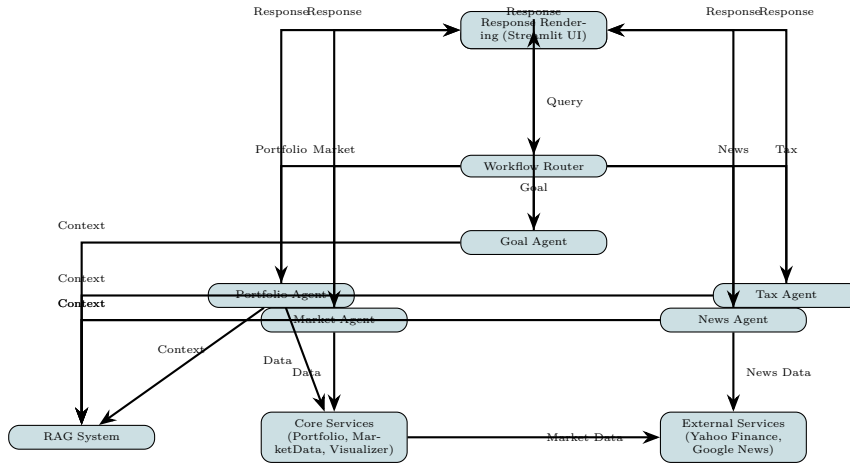 Response
Response
Response
Response
Response
Response Render-
ing (Streamlit UI)
Query
Portfolio
Market
News
Tax
Workflow Router
Goal
Context
Goal Agent
Context
Portfolio Agent
Tax Agent
Context
Market Agent
News Agent
Context
Data
Data
News Data
RAG System
Core Services
(Portfolio, Mar-
ketData, Visualizer)
Market Data
External Services
(Yahoo Finance,
Google News)